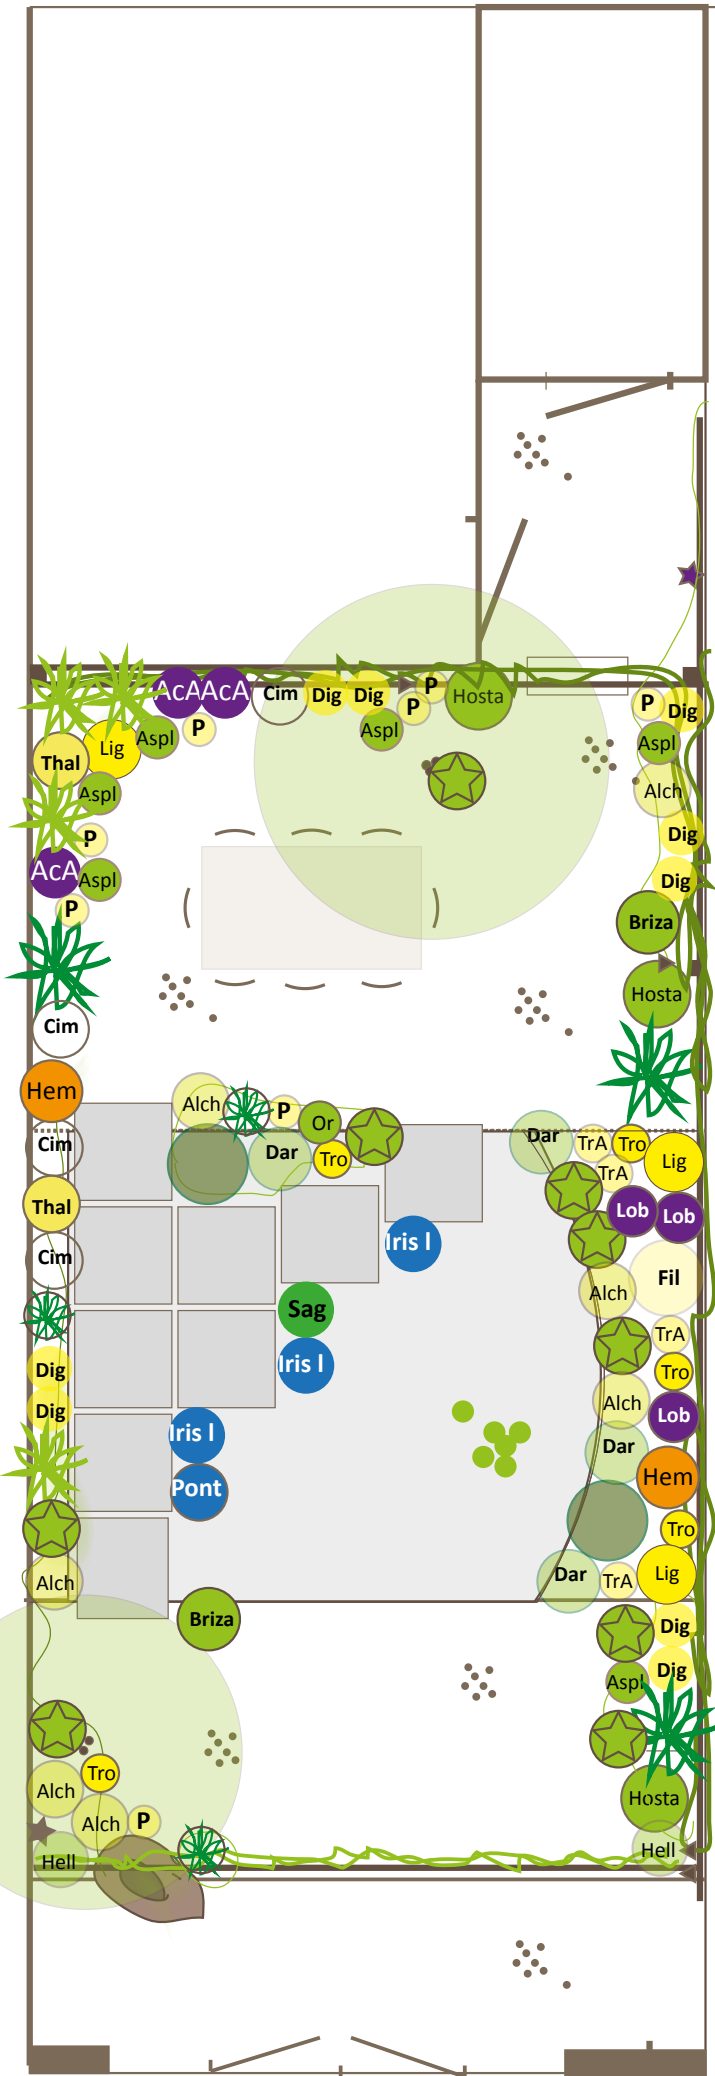 AcA AcA Cim Dig Dig P Hosta
P
P Dig
P
Lig Aspl
Aspl
Aspl
Thal
Aspl
Alch
P
Dig
AcA Aspl
Dig
P
Briza
Hosta
Cim
Hem
Alch P Or
Cim
Dar Tro
Dar TrA Tro
TrA Lig
Thal
Lob Lob
Cim
Iris l
Fil
Alch
Sag
TrA
Dig
Iris l
Tro
Dig
Alch Lob
Iris l
Dar
Hem
Pont
Tro
Alch
Dar TrA Lig
Briza
Dig
Dig
Aspl
Tro
Alch
Hosta
Alch P
Hell
Hell